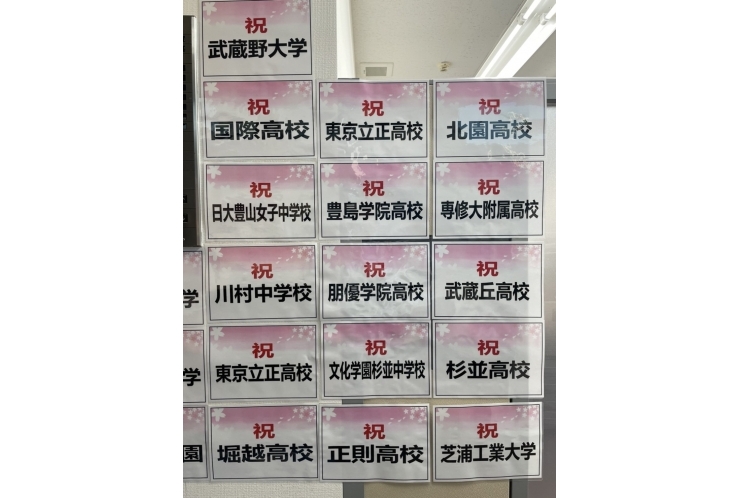 祝
武蔵野大学
祝
国際高校
祝
東京立正高校
祝
北園高校
祝
日大豊山女子中学校
祝
豊島学院高校
祝
専修大附属高校
学
祝
川村中学校
祝
朋優学院高校
祝
武蔵丘高校
学
祝
東京立正高校
祝
文化学園杉並中学校
祝
杉並高校
園
祝
堀越高校
祝
正則高校
祝
芝浦工業大学